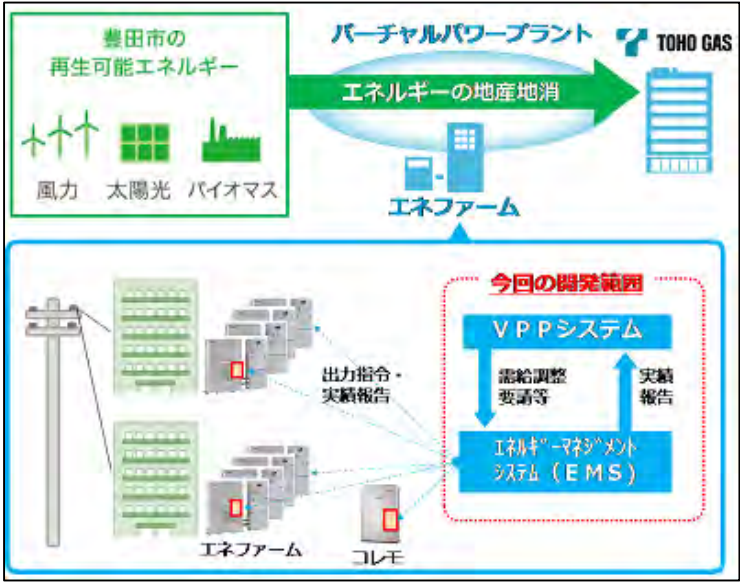 豊田市の
再生可能エネルギー
風力
太陽光
バイオマス
バーチャルパワープラント
エネルギーの地産地消
TOHO GAS
エネファーム
今回の開発範囲
VPPシステム
需給調整
要請等
実績
報告
エネルギーマネジメント
システム(EMS)
出力指令・
実績報告
エネファーム
コレモ